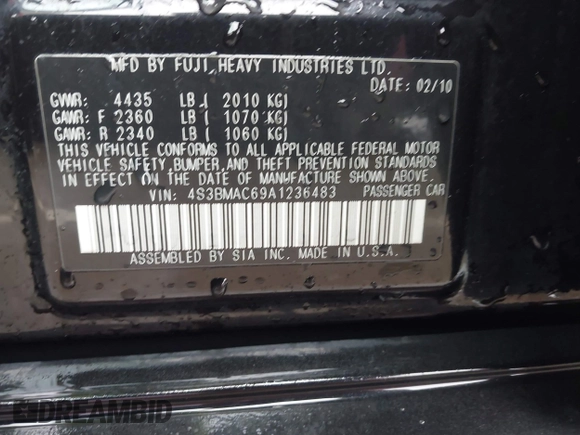 MFD BY FUJI HEAVY INDUSTRIES LTD.
DATE: 02/10
GVWR: 4435 LB ( 2010 KG)
GAWR: F 2360 LB ( 1070 KG)
GAWR: R 2340 LB ( 1060 KG)
THIS VEHICLE CONFORMS TO ALL APPLICABLE FEDERAL MOTOR
VEHICLE SAFETY, BUMPER, AND THEFT PREVENTION STANDARDS
IN EFFECT ON THE DATE OF MANUFACTURE SHOWN ABOVE.
VIN: 4S3BMAC69A1236483 PASSENGER CAR
ASSEMBLED BY SIA INC. MADE IN U.S.A.
DREAMBID